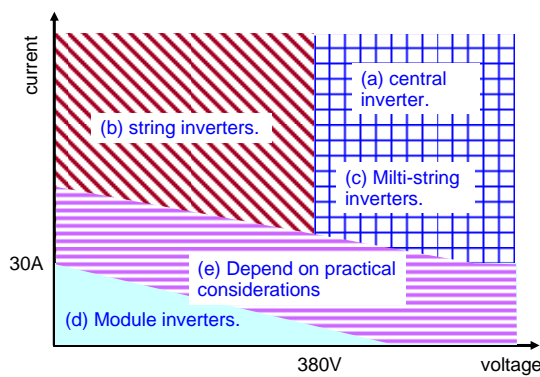 current
(a) central
inverter.
(b) string inverters.
(c) Milti-string
inverters.
30A
(e) Depend on practical
considerations
(d) Module inverters.
380V
voltage